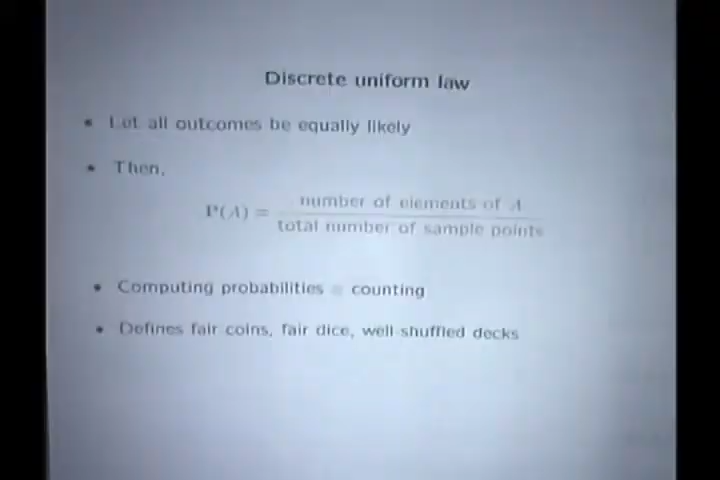 Discrete uniform law
• Let all outcomes be equally likely
• Then,
P(A) = number of elements of A / total number of sample points
• Computing probabilities ≡ counting
• Defines fair coins, fair dice, well-shuffled decks